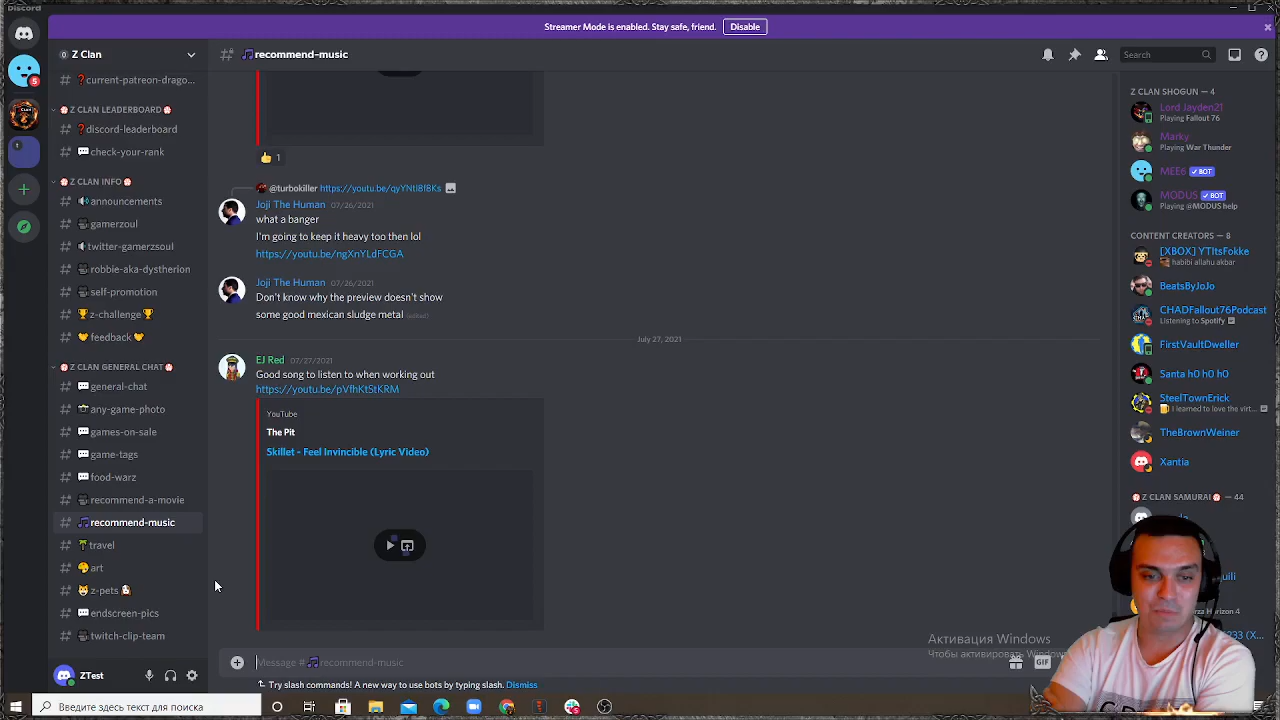 Discord
Streamer Mode is enabled. Stay safe, friend.
Disable
Z Clan
recommend-music
Search
current-patreon-drago...
Z CLAN LEADERBOARD
discord-leaderboard
check-your-rank
Z CLAN INFO
announcements
gamerzoul
twitter-gamerzsoul
robbie-aka-dystherion
self-promotion
z-challenge
feedback
Z CLAN GENERAL CHAT
general-chat
any-game-photo
games-on-sale
game-tags
food-warz
recommend-a-movie
recommend-music
travel
art
z-pets
endscreen-pics
twitch-clip-team
ZTest
1
@turbokiller https://youtu.be/qyYNtl8f8Ks
Joji The Human 07/26/2021
what a banger
I'm going to keep it heavy too then lol
https://youtu.be/ngXnYLdFCGA
Joji The Human 07/26/2021
Don't know why the preview doesn't show
some good mexican sludge metal (edited)
July 27, 2021
EJ Red 07/27/2021
Good song to listen to when working out
https://youtu.be/pVfhKtStKRM
YouTube
The Pit
Skillet - Feel Invincible (Lyric Video)
Message # recommend-music
GIF
Try slash commands! A new way to use bots by typing slash. Dismiss
Z CLAN SHOGUN — 4
Lord Jayden21
Playing Fallout 76
Marky
Playing War Thunder
MEE6 BOT
MODUS BOT
Playing @MODUS help
CONTENT CREATORS — 8
[XBOX] YTItsFokke
habibi allahu akbar
BeatsByJoJo
CHADFallout76Podcast
Listening to Spotify
FirstVaultDweller
Santa h0 h0 h0
SteelTownErick
I learned to love the virt...
TheBrownWeiner
Xantia
Z CLAN SAMURAI — 44
Активация Windows
Чтобы активировать Windows
Введите здесь текст для поиска